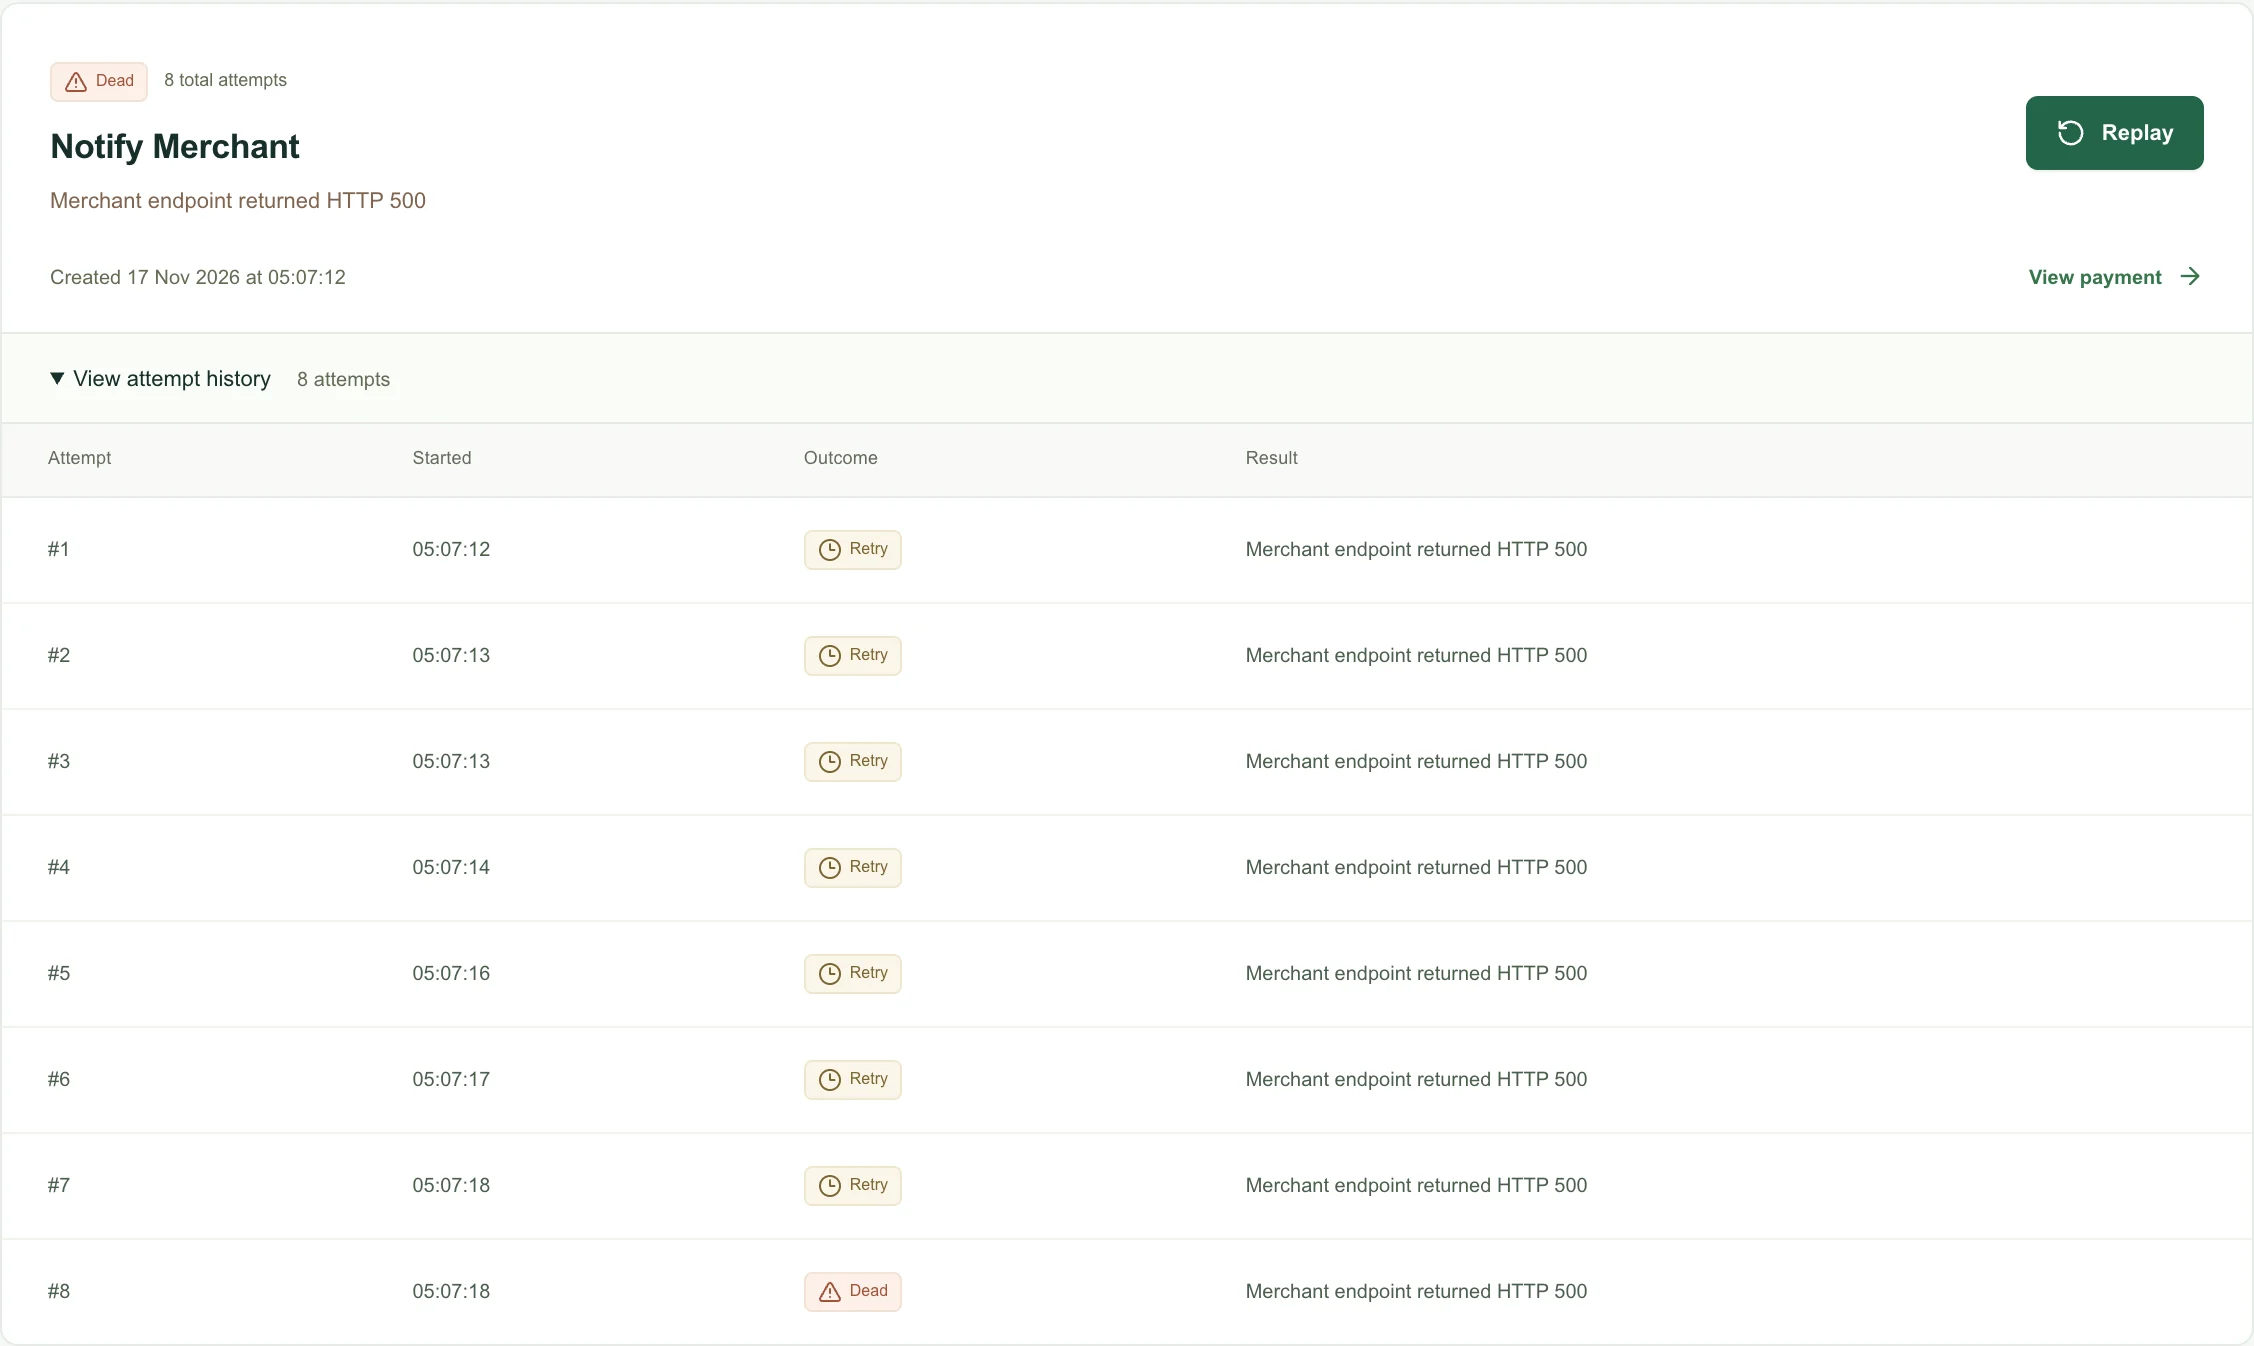 Dead 8 total attempts
Notify Merchant
Replay
Merchant endpoint returned HTTP 500
Created 17 Nov 2026 at 05:07:12
View payment
View attempt history 8 attempts
Attempt Started Outcome Result
#1 05:07:12 Retry Merchant endpoint returned HTTP 500
#2 05:07:13 Retry Merchant endpoint returned HTTP 500
#3 05:07:13 Retry Merchant endpoint returned HTTP 500
#4 05:07:14 Retry Merchant endpoint returned HTTP 500
#5 05:07:16 Retry Merchant endpoint returned HTTP 500
#6 05:07:17 Retry Merchant endpoint returned HTTP 500
#7 05:07:18 Retry Merchant endpoint returned HTTP 500
#8 05:07:18 Dead Merchant endpoint returned HTTP 500